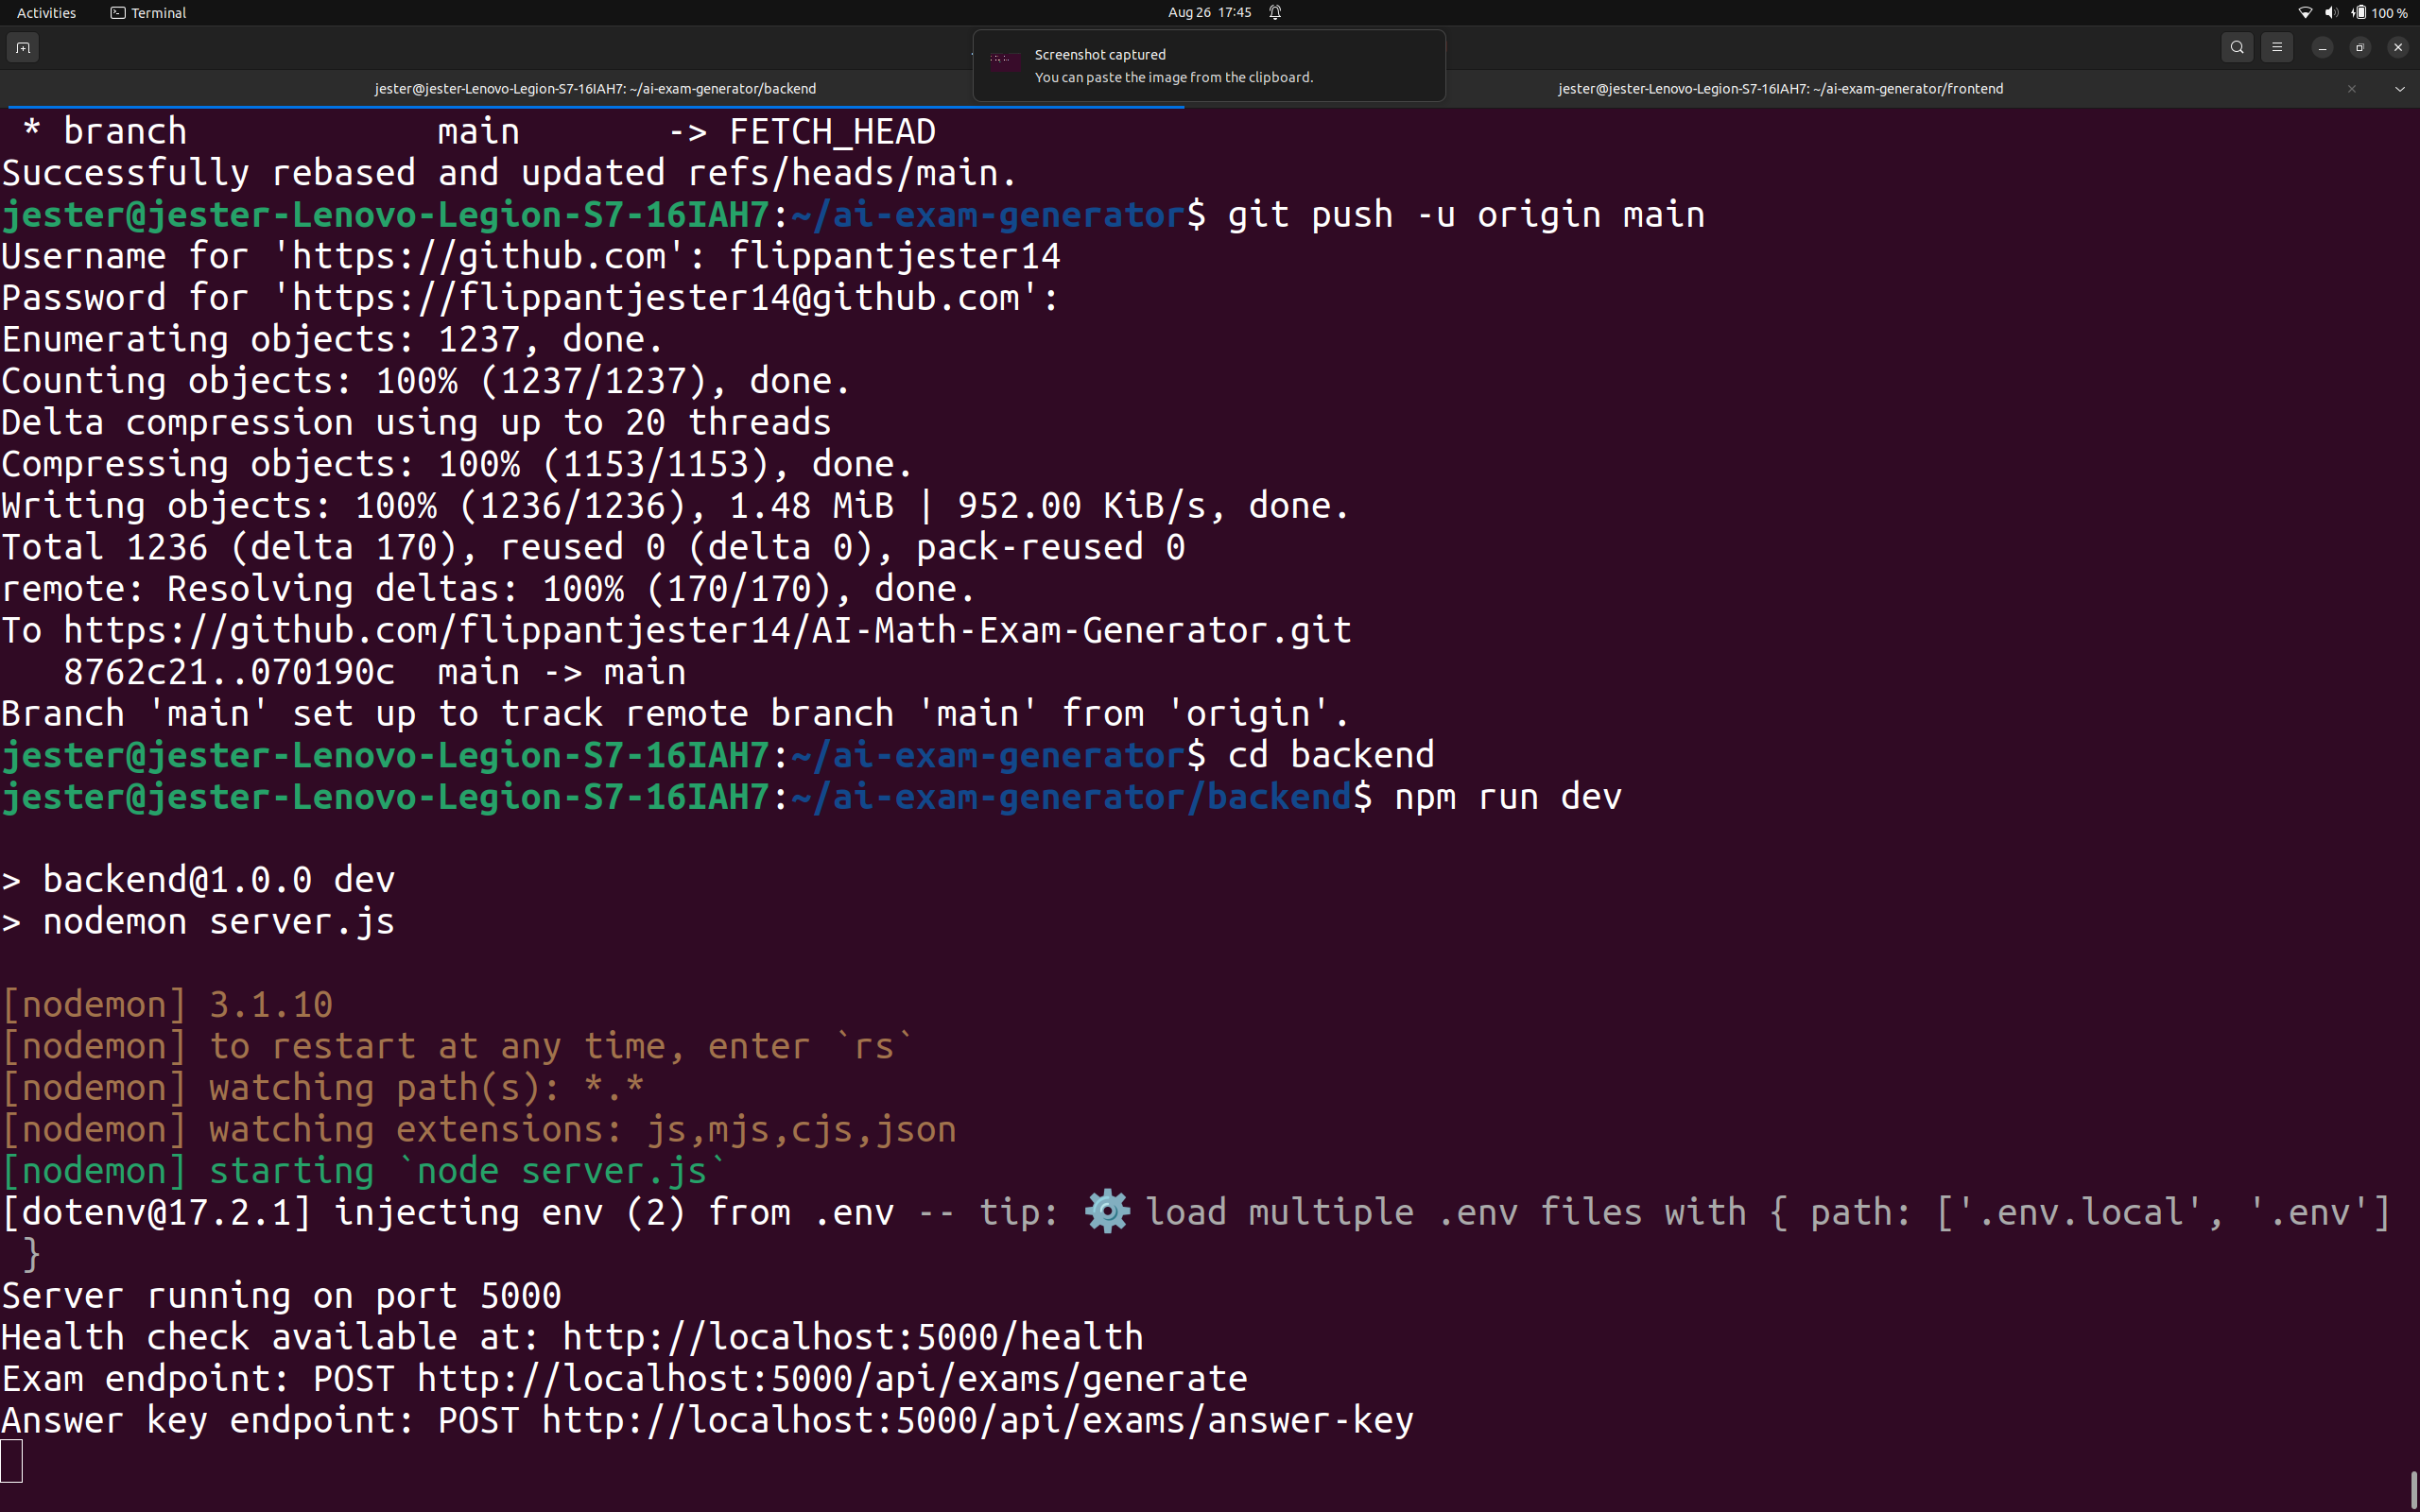 Activities
Terminal
Aug 26 17:45
100 %
Screenshot captured
You can paste the image from the clipboard.
jester@jester-Lenovo-Legion-S7-16IAH7: ~/ai-exam-generator/backend
jester@jester-Lenovo-Legion-S7-16IAH7: ~/ai-exam-generator/frontend
 * branch            main       -> FETCH_HEAD
Successfully rebased and updated refs/heads/main.
jester@jester-Lenovo-Legion-S7-16IAH7:~/ai-exam-generator$ git push -u origin main
Username for 'https://github.com': flippantjester14
Password for 'https://flippantjester14@github.com':
Enumerating objects: 1237, done.
Counting objects: 100% (1237/1237), done.
Delta compression using up to 20 threads
Compressing objects: 100% (1153/1153), done.
Writing objects: 100% (1236/1236), 1.48 MiB | 952.00 KiB/s, done.
Total 1236 (delta 170), reused 0 (delta 0), pack-reused 0
remote: Resolving deltas: 100% (170/170), done.
To https://github.com/flippantjester14/AI-Math-Exam-Generator.git
   8762c21..070190c  main -> main
Branch 'main' set up to track remote branch 'main' from 'origin'.
jester@jester-Lenovo-Legion-S7-16IAH7:~/ai-exam-generator$ cd backend
jester@jester-Lenovo-Legion-S7-16IAH7:~/ai-exam-generator/backend$ npm run dev
> backend@1.0.0 dev
> nodemon server.js
[nodemon] 3.1.10
[nodemon] to restart at any time, enter `rs`
[nodemon] watching path(s): *.*
[nodemon] watching extensions: js,mjs,cjs,json
[nodemon] starting `node server.js`
[dotenv@17.2.1] injecting env (2) from .env -- tip: ⚙️ load multiple .env files with { path: ['.env.local', '.env']
 }
Server running on port 5000
Health check available at: http://localhost:5000/health
Exam endpoint: POST http://localhost:5000/api/exams/generate
Answer key endpoint: POST http://localhost:5000/api/exams/answer-key